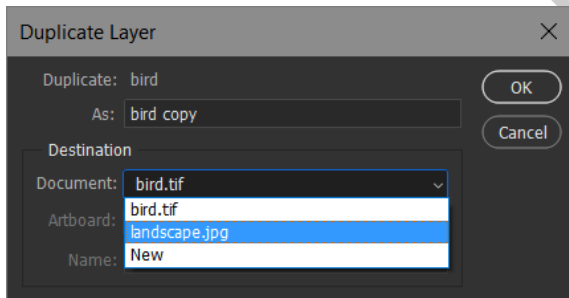 Duplicate Layer
Duplicate: bird
OK
As: bird copy
Cancel
Destination
Document: bird.tif
bird.tif
Artboard:
landscape.jpg
Name:
New